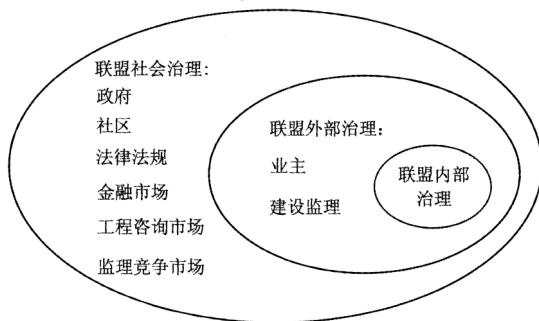 联盟社会治理:
政府
社区
法律法规
金融市场
工程咨询市场
监理竞争市场
联盟外部治理:
业主
建设监理
联盟内部
治理